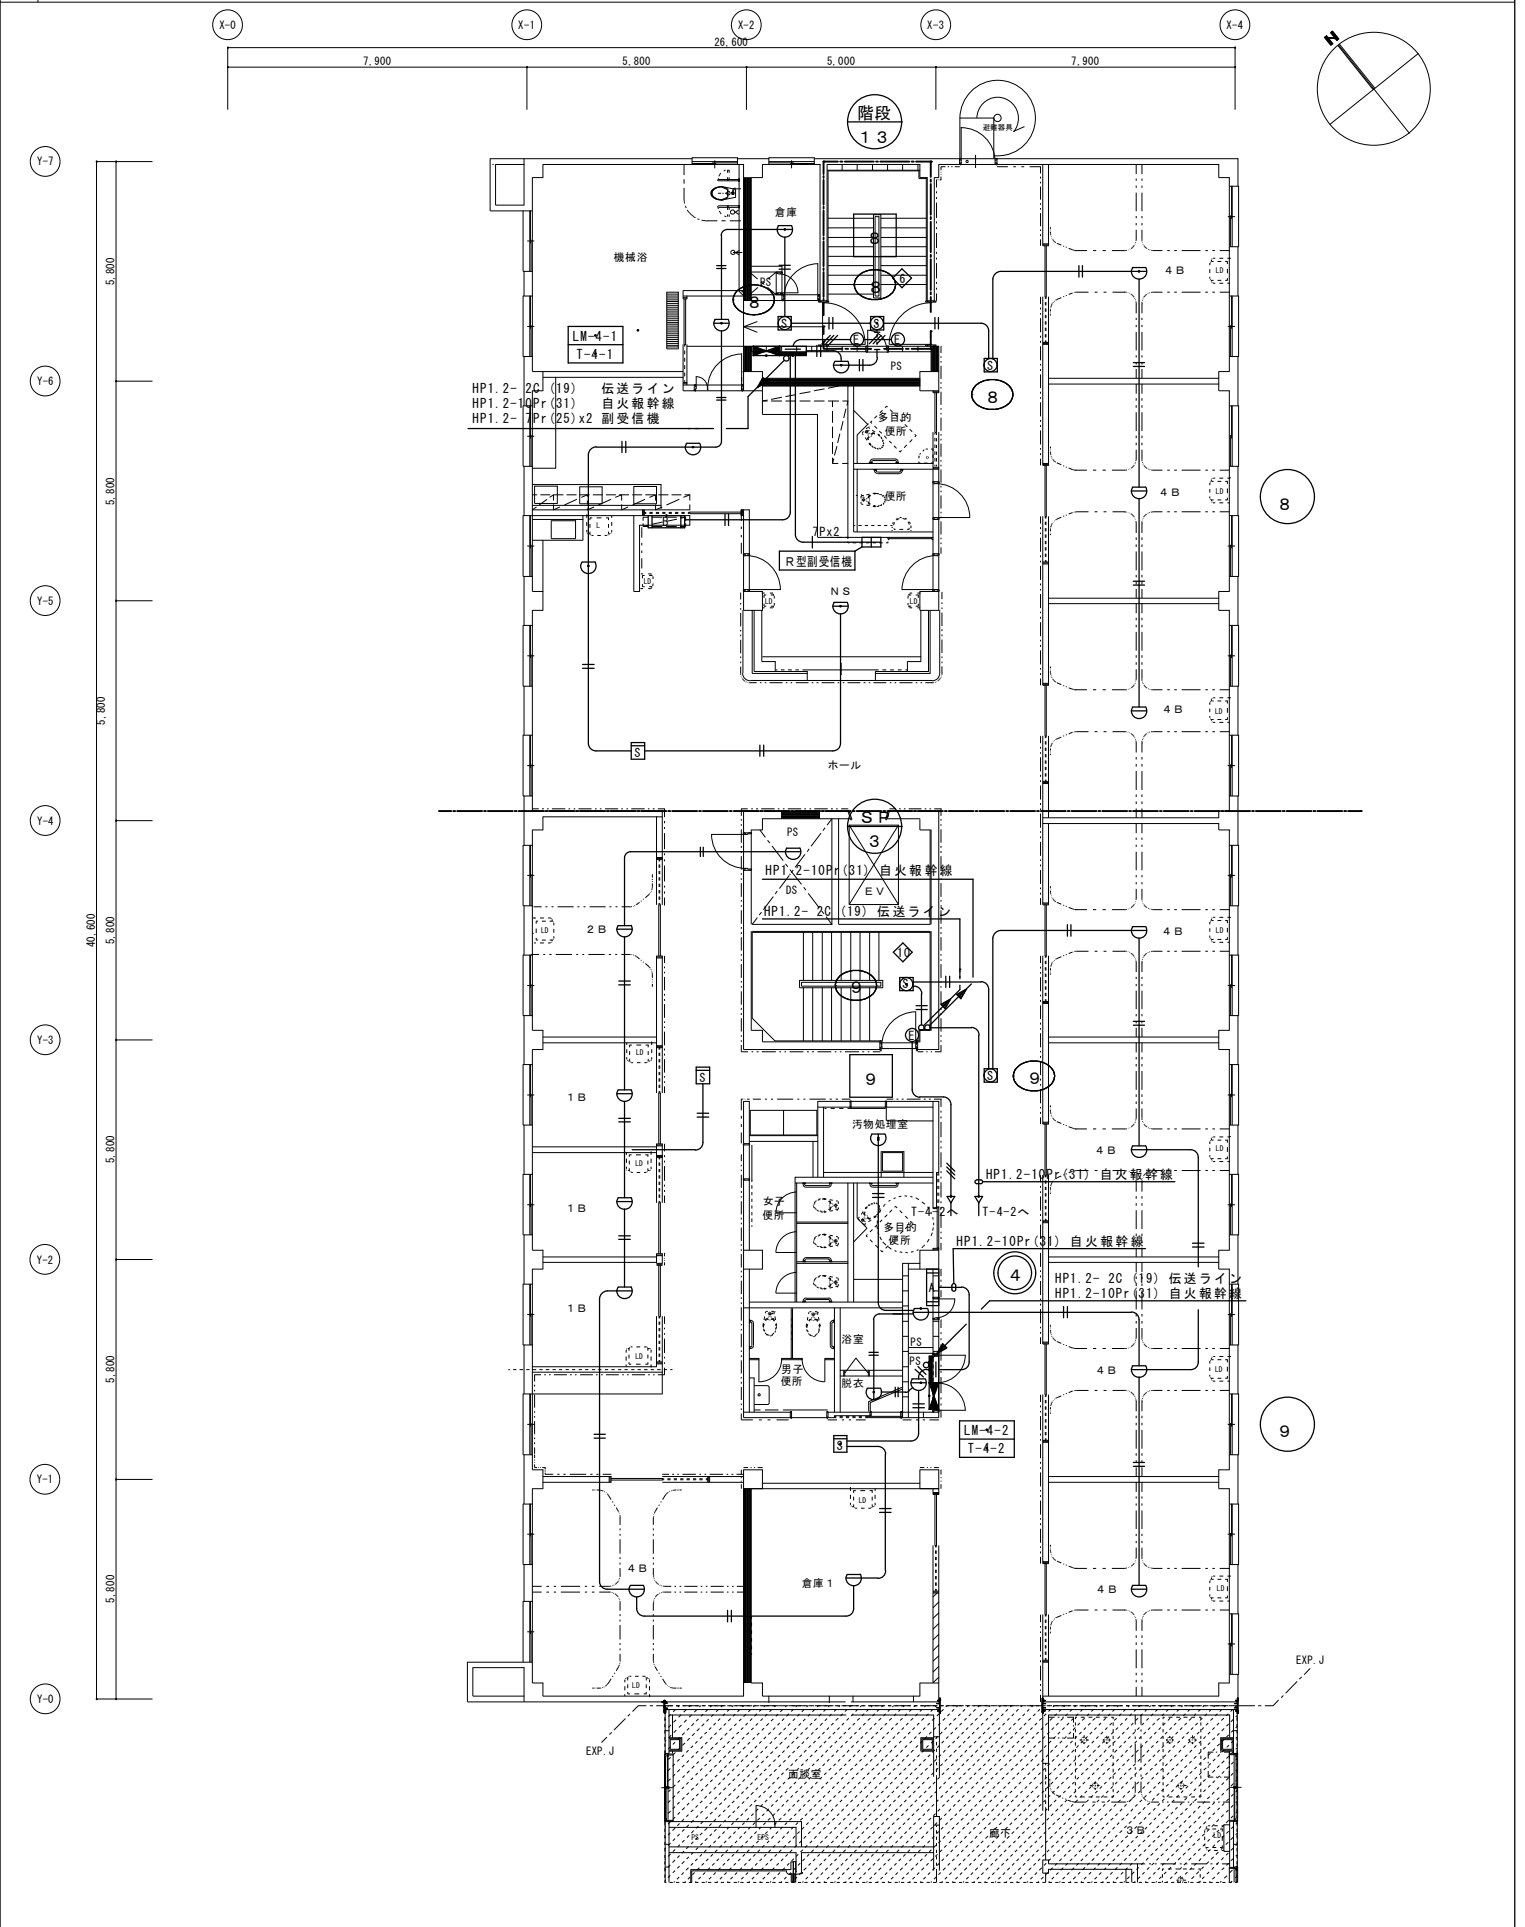 X-0
X-1
X-2
X-3
X-4
26,600
7,900
5,800
5,000
7,900
N
階段
13
避難器具
Y-7
倉庫
機械浴
8
6
4B
LD
5,800
PS
8
8
S
S
S
LM-4-1
T-4-1
E
E
PS
Y-6
HP1.2- 2C (19) 伝送ライン
HP1.2-10Pr(31) 自火報幹線
HP1.2- 7Pr(25)x2 副受信機
8
多目的
便所
5,800
4B
LD
8
便所
L
7Px2
R型副受信機
LD
NS
LD
LD
Y-5
5,800
4B
LD
S
ホール
Y-4
SP
3
PS
HP1.2-10Pr(31) 自火報幹線
DS
EV
HP1.2- 2C (19) 伝送ライン
40,600
5,800
LD
2B
4B
LD
10
9
S
E
Y-3
LD
S
9
S
9
1B
汚物処理室
5,800
4B
LD
LD
HP1.2-10Pr(31) 自火報幹線
女子
便所
1B
T-4-2へ
T-4-2へ
多目的
便所
HP1.2-10Pr(31) 自火報幹線
Y-2
4
HP1.2- 2C (19) 伝送ライン
HP1.2-10Pr(31) 自火報幹線
A
1B
浴室
PS
LD
PS
男子
便所
脱衣
4B
LD
5,800
9
LM-4-2
T-4-2
S
Y-1
LD
4B
倉庫1
4B
LD
5,800
LD
EXP.J
Y-0
EXP.J
面談室
PS
EPS
廊下
3B
LD